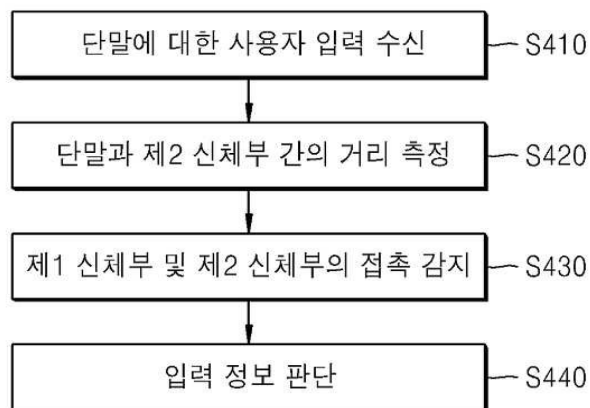 단말에 대한 사용자 입력 수신 S410
단말과 제2 신체부 간의 거리 측정 S420
제1 신체부 및 제2 신체부의 접촉 감지 S430
입력 정보 판단 S440